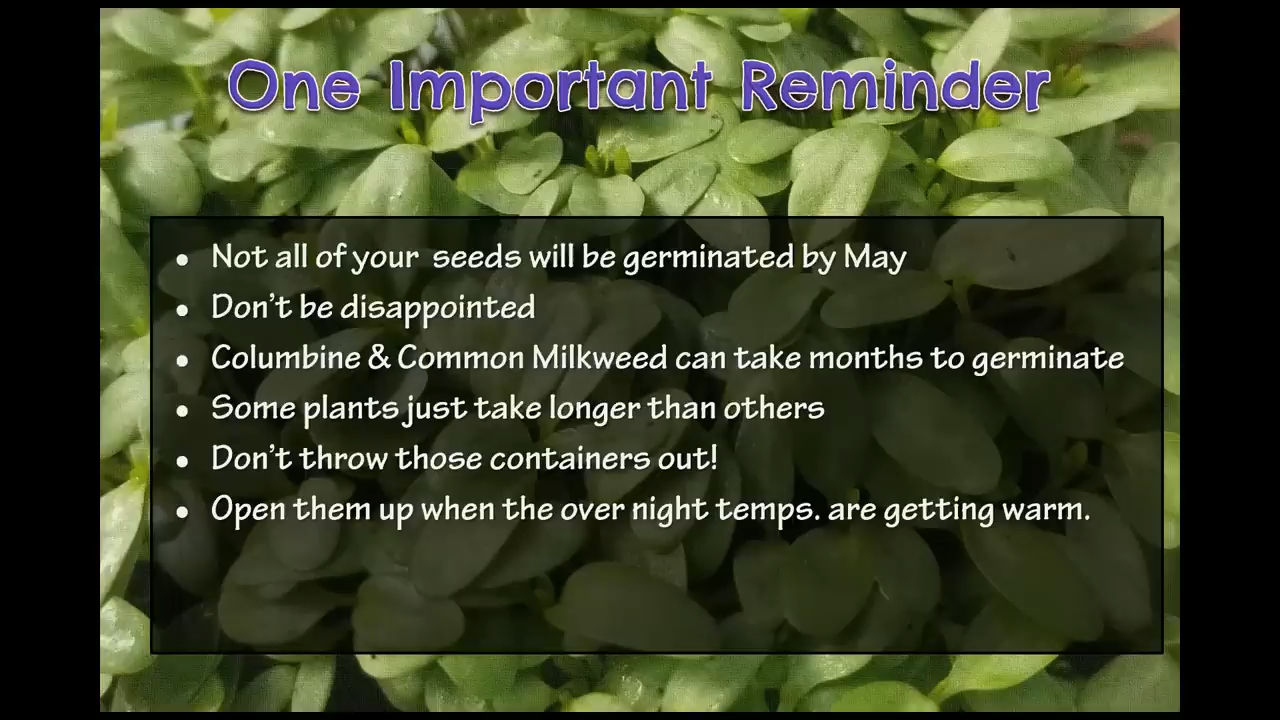 One Important Reminder
• Not all of your  seeds will be germinated by May
• Don't be disappointed
• Columbine & Common Milkweed can take months to germinate
• Some plants just take longer than others
• Don't throw those containers out!
• Open them up when the over night temps. are getting warm.